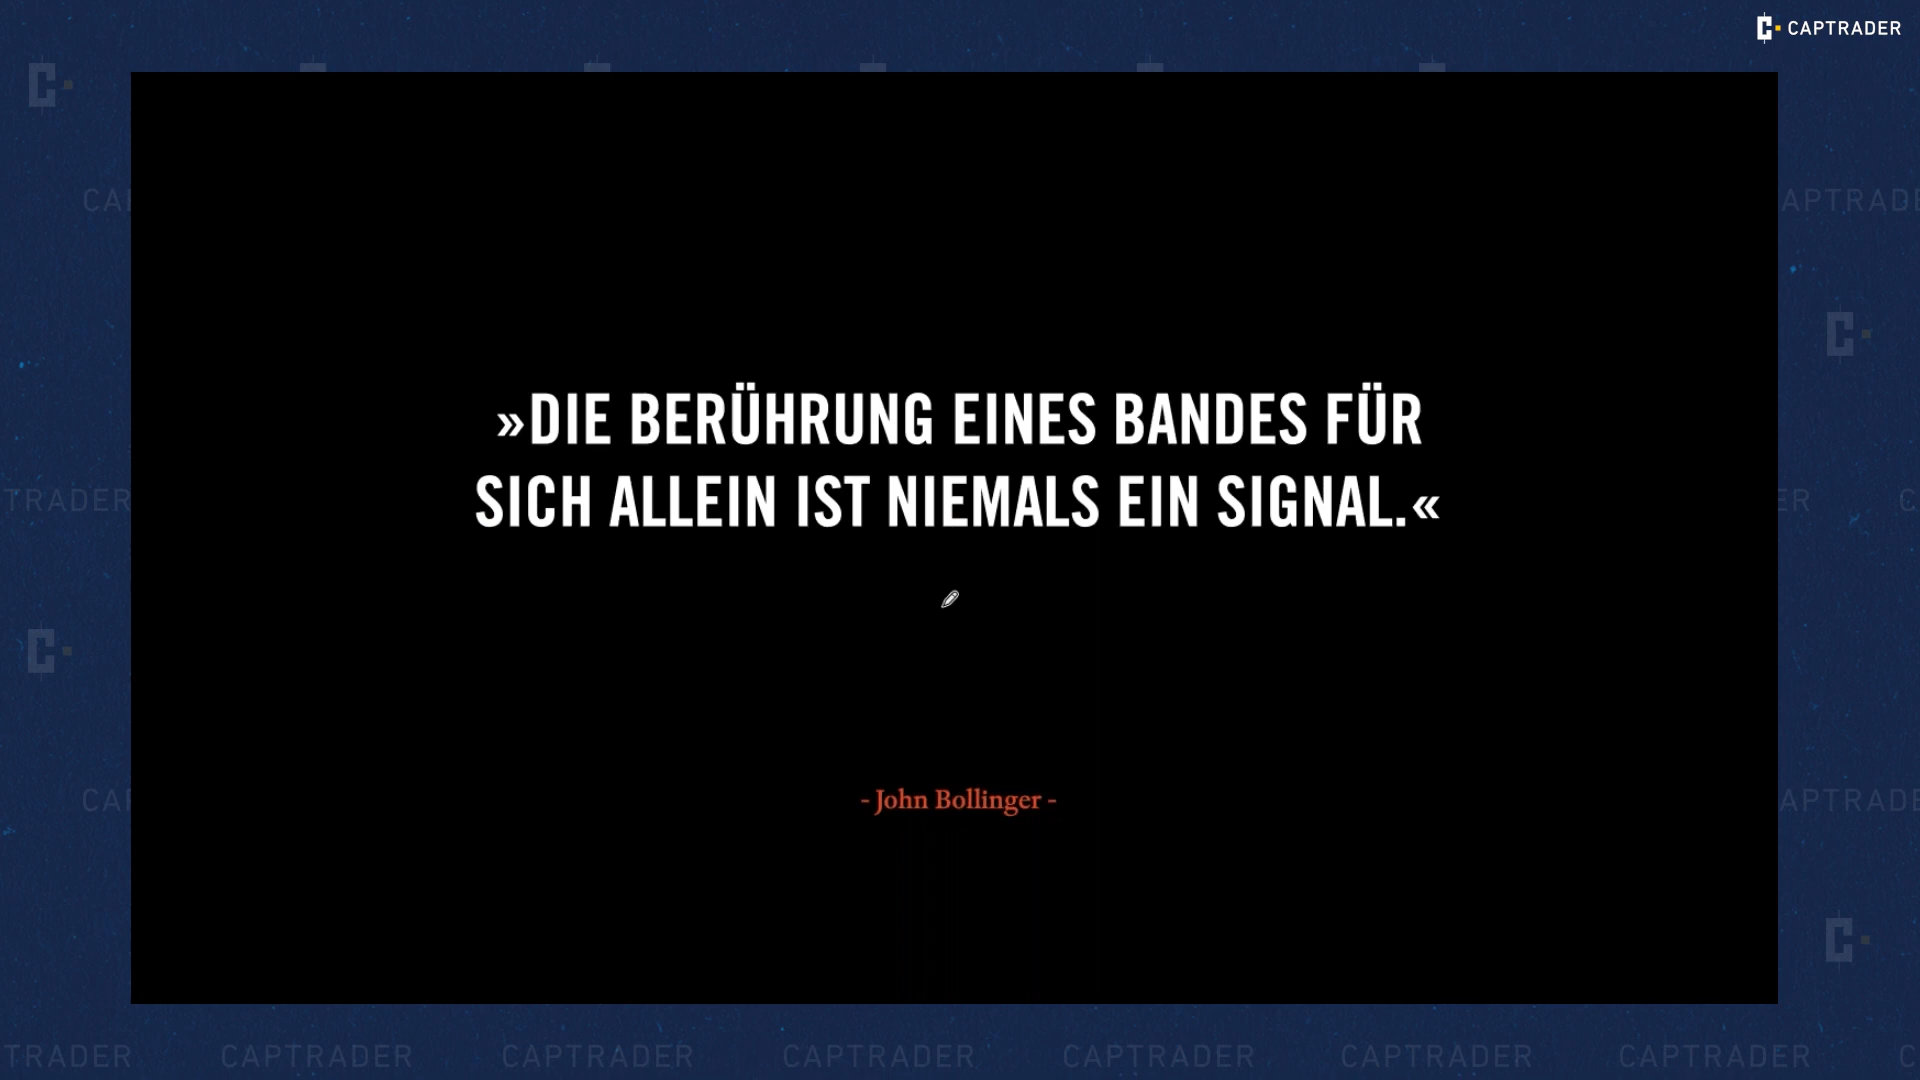 CAPTRADER
»DIE BERÜHRUNG EINES BANDES FÜR
SICH ALLEIN IST NIEMALS EIN SIGNAL.«
- John Bollinger -
TRADER CAPTRADER CAPTRADER CAPTRADER CAPTRADER CAPTRADER CAPTRADER